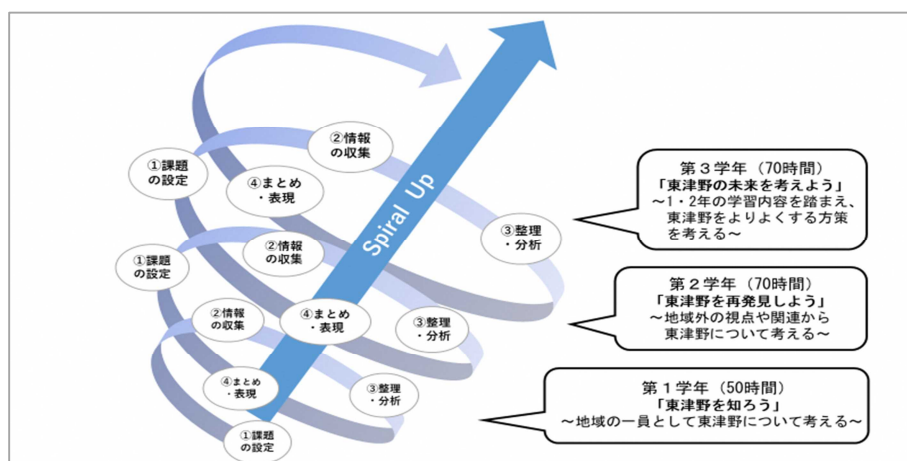 ②情報
の収集
①課題
の設定
④まとめ
・表現
③整理
・分析
Spiral Up
②情報
の収集
①課題
の設定
④まとめ
・表現
③整理
・分析
②情報
の収集
④まとめ
・表現
③整理
・分析
①課題
の設定
第3学年（70時間）
「東津野の未来を考えよう」
～1・2年の学習内容を踏まえ、
東津野をよりよくする方策
を考える～
第2学年（70時間）
「東津野を再発見しよう」
～地域外の視点や関連から
東津野について考える～
第1学年（50時間）
「東津野を知ろう」
～地域の一員として東津野について考える～